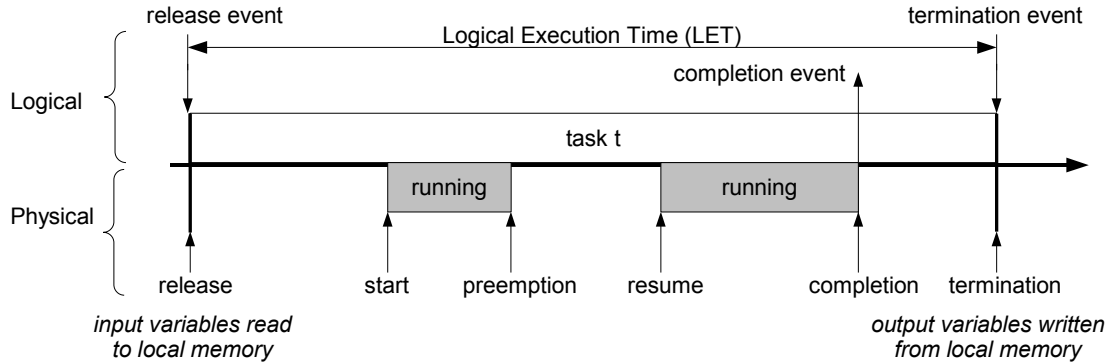 release event
termination event
Logical Execution Time (LET)
completion event
Logical
task t
running
running
Physical
release
start
preemption
resume
completion
termination
input variables read
to local memory
output variables written
from local memory